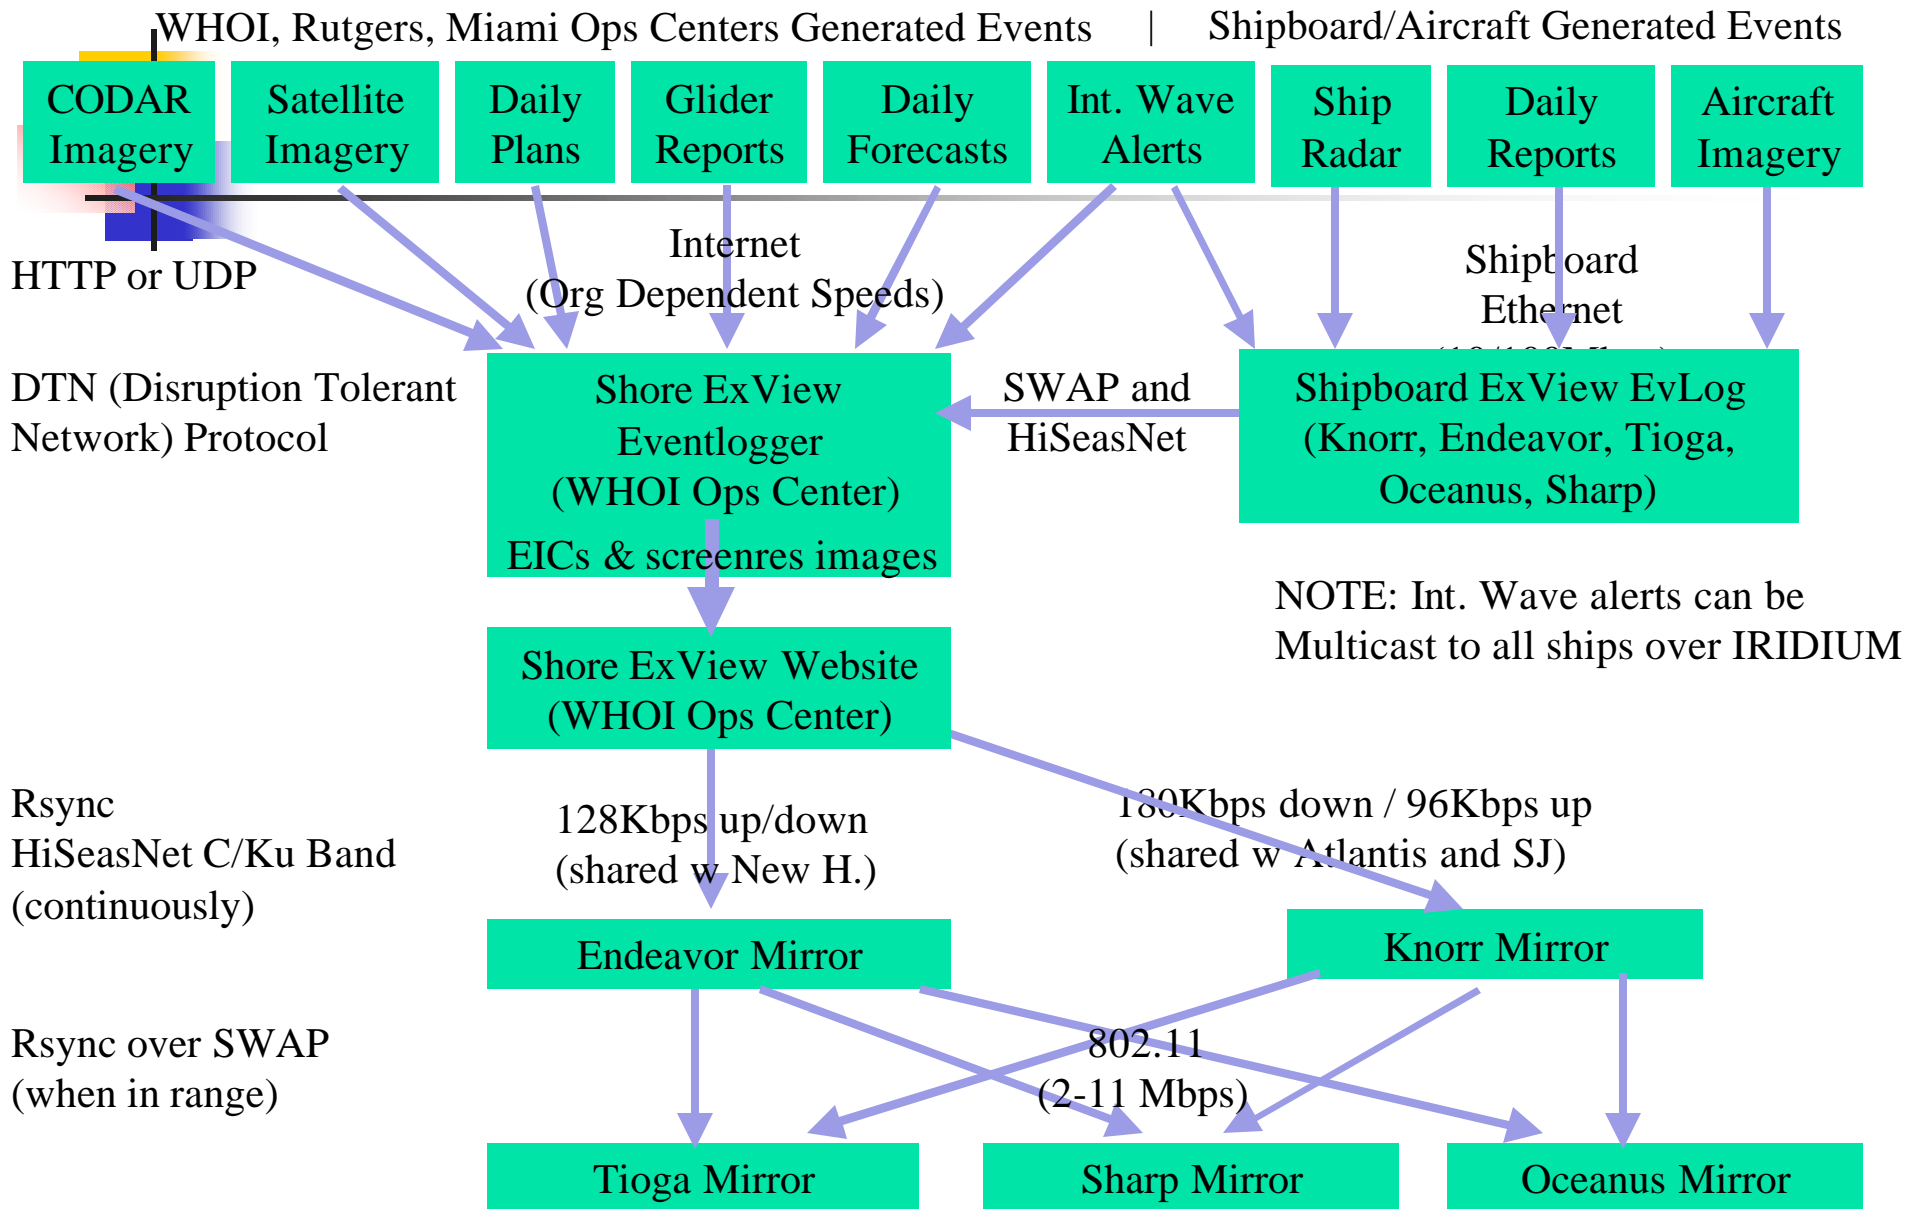 WHOI, Rutgers, Miami Ops Centers Generated Events | Shipboard/Aircraft Generated Events
CODAR
Imagery
Satellite
Imagery
Daily
Plans
Glider
Reports
Daily
Forecasts
Int. Wave
Alerts
Ship
Radar
Daily
Reports
Aircraft
Imagery
HTTP or UDP
Internet
(Org Dependent Speeds)
Shipboard
Ethernet
DTN (Disruption Tolerant
Network) Protocol
Shore ExView
Eventlogger
(WHOI Ops Center)
EICs & screenres images
SWAP and
HiSeasNet
Shipboard ExView EvLog
(Knorr, Endeavor, Tioga,
Oceanus, Sharp)
NOTE: Int. Wave alerts can be
Multicast to all ships over IRIDIUM
Shore ExView Website
(WHOI Ops Center)
Rsync
HiSeasNet C/Ku Band
(continuously)
128Kbps up/down
(shared w New H.)
180Kbps down / 96Kbps up
(shared w Atlantis and SJ)
Endeavor Mirror
Knorr Mirror
Rsync over SWAP
(when in range)
802.11
(2-11 Mbps)
Tioga Mirror
Sharp Mirror
Oceanus Mirror